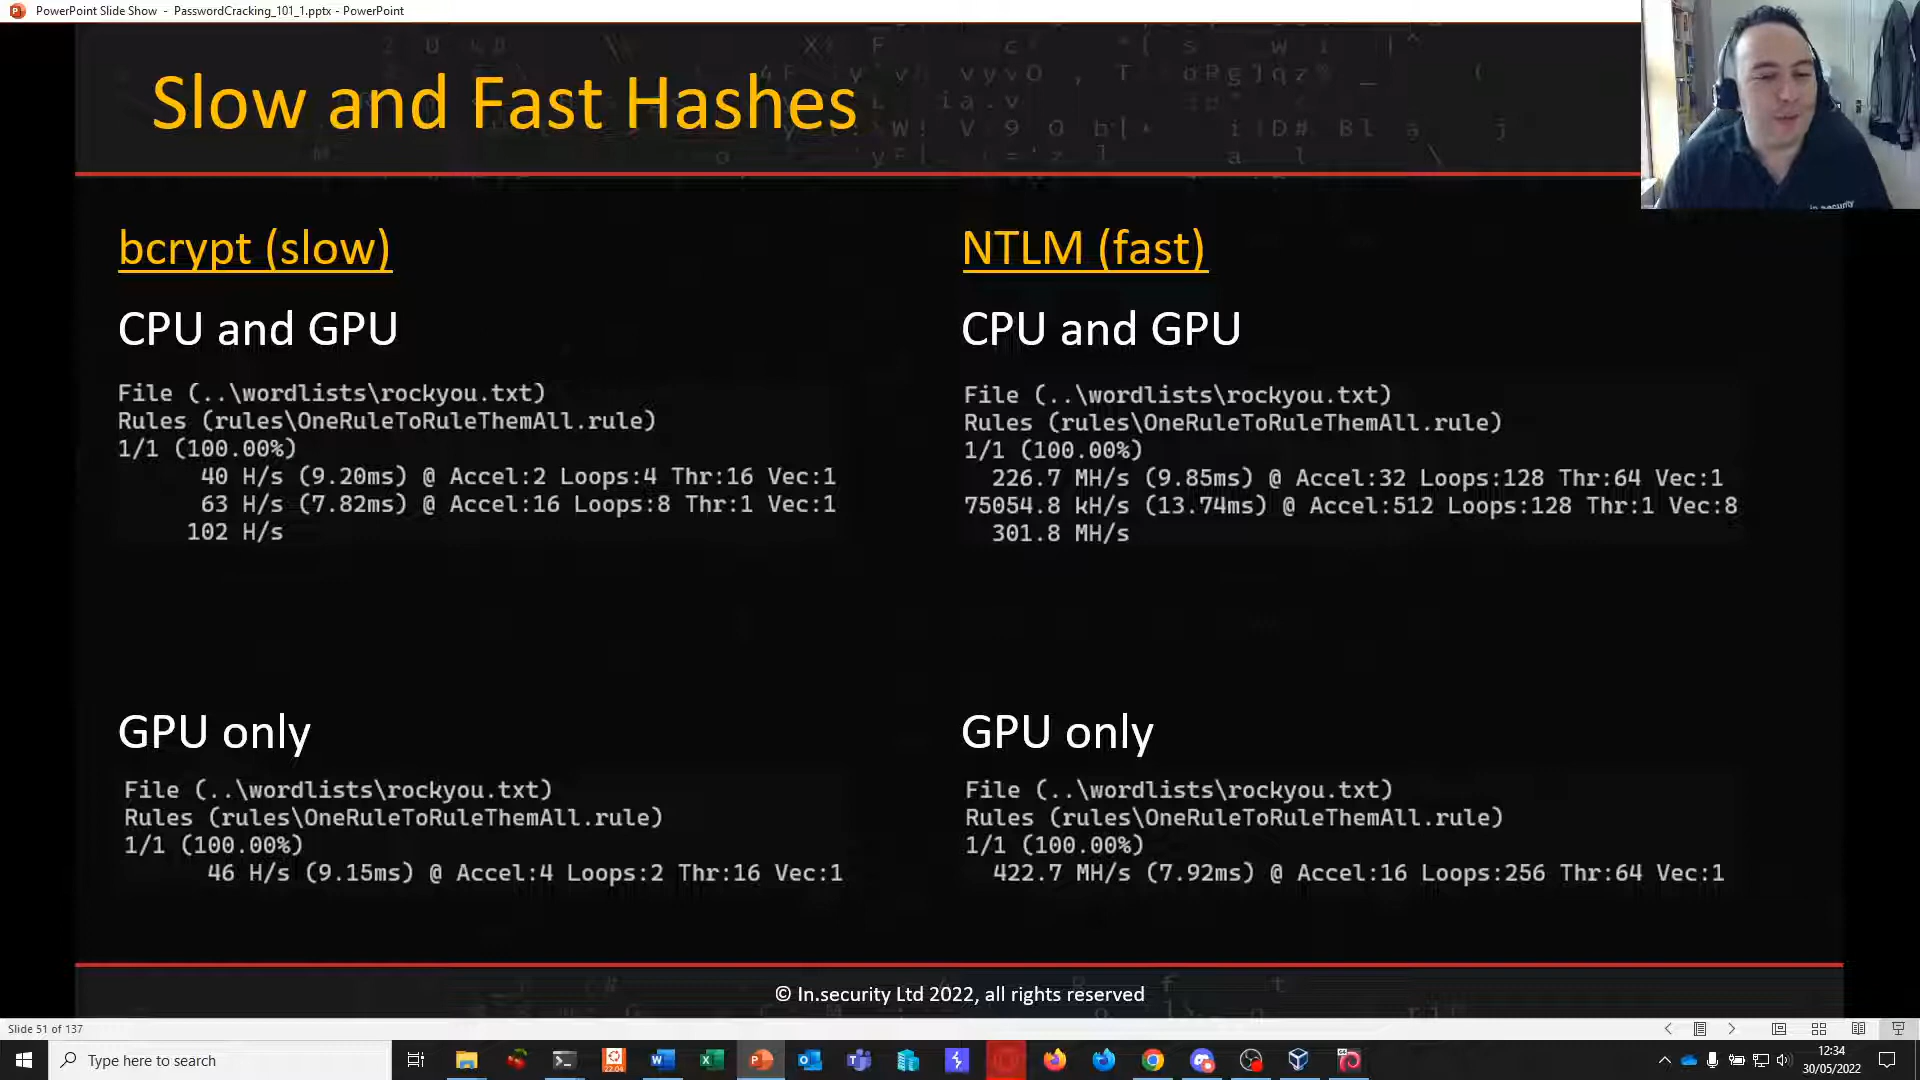 PowerPoint Slide Show - PasswordCracking_101_1.pptx - PowerPoint
Slow and Fast Hashes
bcrypt (slow)
CPU and GPU
File (..\wordlists\rockyou.txt)
Rules (rules\OneRuleToRuleThemAll.rule)
1/1 (100.00%)
40 H/s (9.20ms) @ Accel:2 Loops:4 Thr:16 Vec:1
63 H/s (7.82ms) @ Accel:16 Loops:8 Thr:1 Vec:1
102 H/s
GPU only
File (..\wordlists\rockyou.txt)
Rules (rules\OneRuleToRuleThemAll.rule)
1/1 (100.00%)
46 H/s (9.15ms) @ Accel:4 Loops:2 Thr:16 Vec:1
NTLM (fast)
CPU and GPU
File (..\wordlists\rockyou.txt)
Rules (rules\OneRuleToRuleThemAll.rule)
1/1 (100.00%)
226.7 MH/s (9.85ms) @ Accel:32 Loops:128 Thr:64 Vec:1
75054.8 kH/s (13.74ms) @ Accel:512 Loops:128 Thr:1 Vec:8
301.8 MH/s
GPU only
File (..\wordlists\rockyou.txt)
Rules (rules\OneRuleToRuleThemAll.rule)
1/1 (100.00%)
422.7 MH/s (7.92ms) @ Accel:16 Loops:256 Thr:64 Vec:1
© In.security Ltd 2022, all rights reserved
Slide 51 of 137
Type here to search
22.04
12:34
30/05/2022